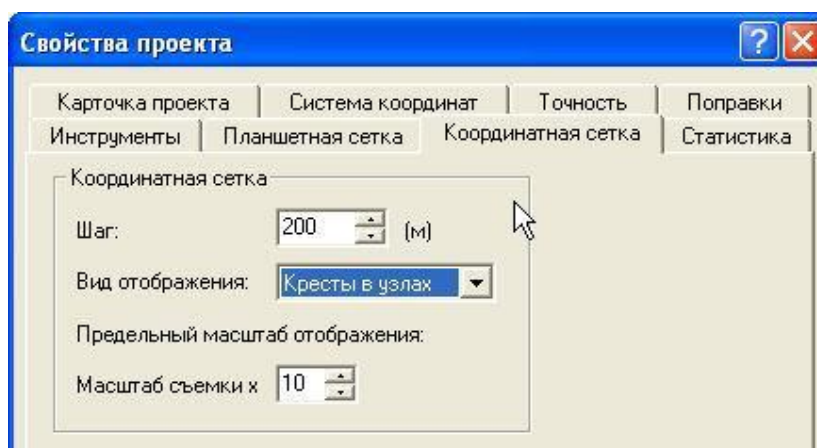 Свойства проекта
Карточка проекта Система координат Точность Поправки
Инструменты Планшетная сетка Координатная сетка Статистика
Координатная сетка
Шаг: 200 (м)
Вид отображения: Кресты в узлах
Предельный масштаб отображения:
Масштаб съемки x 10